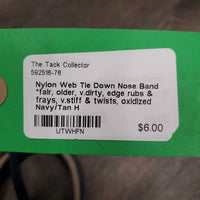 The Tack Collector
592516-76
Nylon Web Tie Down Nose Band
*fair, older, v.dirty, edge rubs &
frays, v.stiff & twists, oxidized
Navy/Tan H
UTWHFN
$6.00